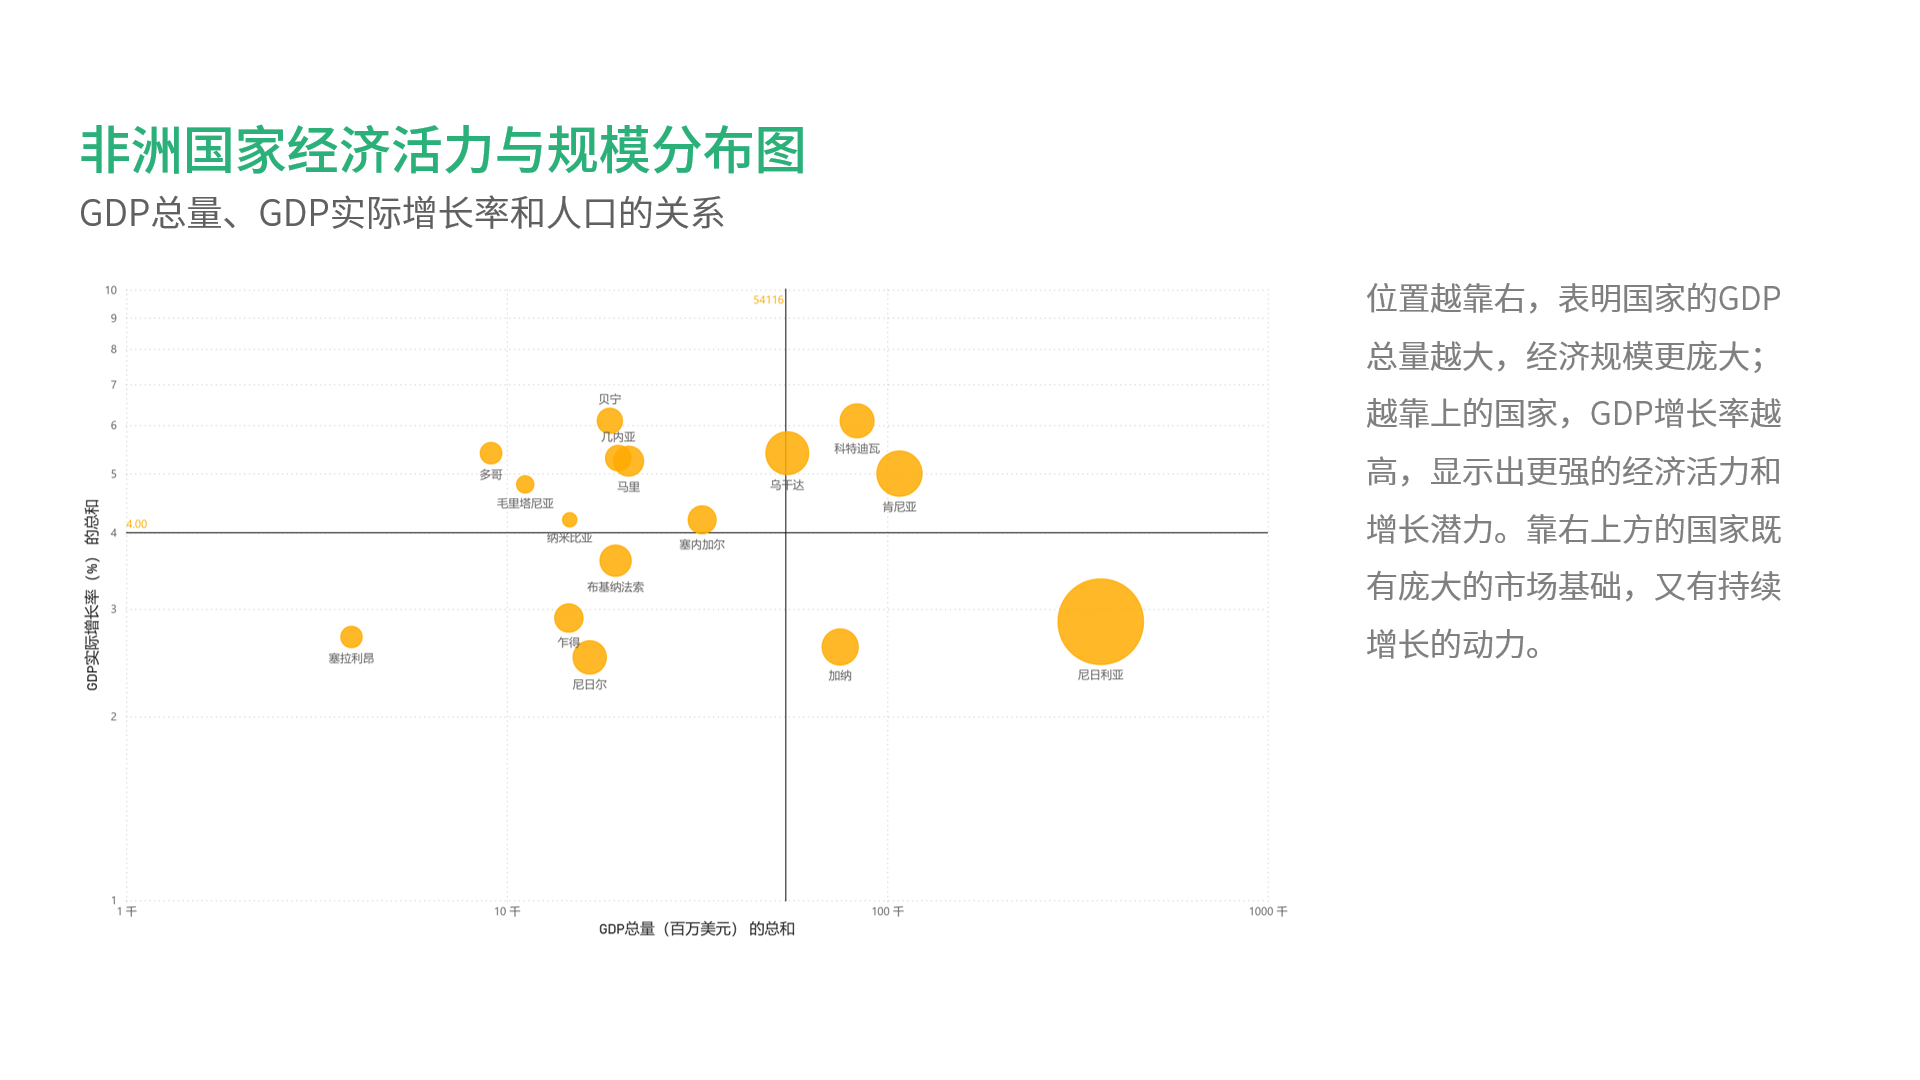 非洲国家经济活力与规模分布图
GDP总量、GDP实际增长率和人口的关系
10
9
8
7
6
5
4
3
2
1
GDP实际增长率（%） 的总和
54116
4.00
贝宁
几内亚
多哥
马里
毛里塔尼亚
纳米比亚
塞内加尔
布基纳法索
乍得
尼日尔
塞拉利昂
乌干达
科特迪瓦
肯尼亚
加纳
尼日利亚
1 千
10 千
100 千
1000 千
GDP总量（百万美元） 的总和
位置越靠右，表明国家的GDP
总量越大，经济规模更庞大；
越靠上的国家，GDP增长率越
高，显示出更强的经济活力和
增长潜力。靠右上方的国家既
有庞大的市场基础，又有持续
增长的动力。